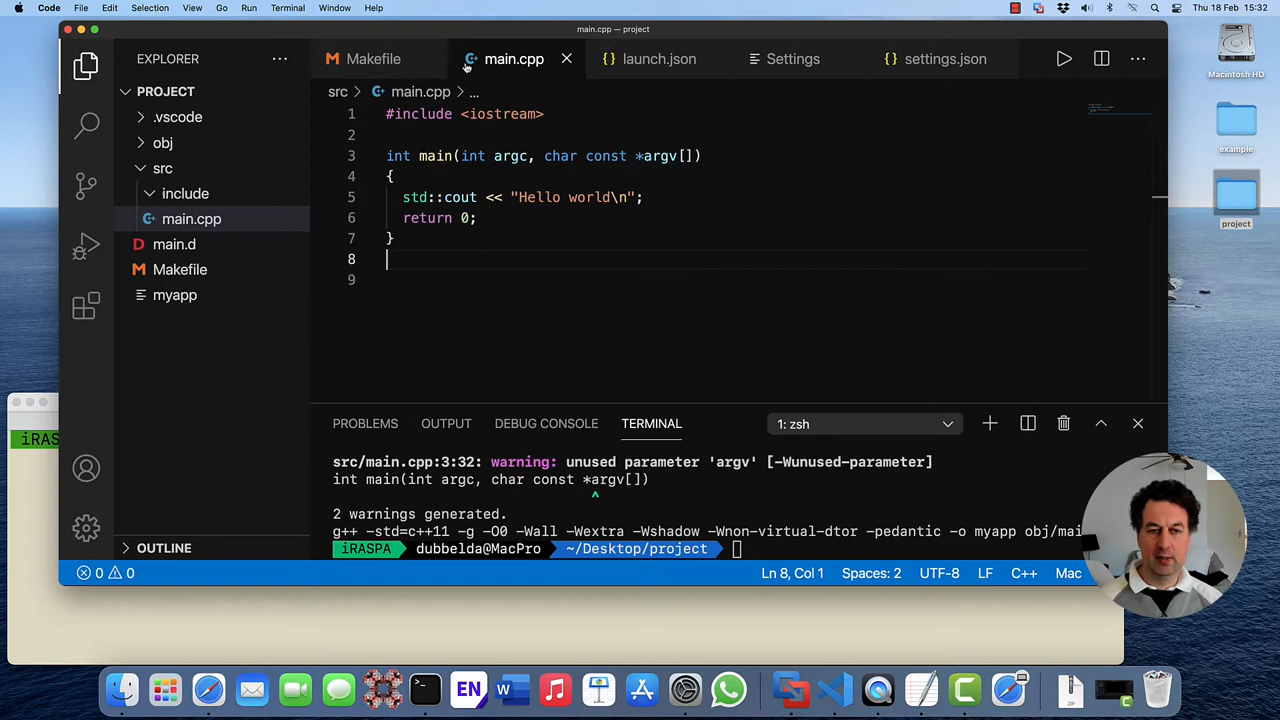 Code File Edit Selection View Go Run Terminal Window Help Thu 18 Feb 15:32
main.cpp — project
EXPLORER
Makefile
main.cpp
launch.json
Settings
settings.json
PROJECT
src > main.cpp > ...
.vscode
obj
src
include
main.cpp
main.d
Makefile
myapp
OUTLINE
1 #include <iostream>
2
3 int main(int argc, char const *argv[])
4 {
5 std::cout << "Hello world\n";
6 return 0;
7 }
8
9
PROBLEMS OUTPUT DEBUG CONSOLE TERMINAL 1: zsh
src/main.cpp:3:32: warning: unused parameter 'argv' [-Wunused-parameter]
int main(int argc, char const *argv[])
^
2 warnings generated.
g++ -std=c++11 -g -O0 -Wall -Wextra -Wshadow -Wnon-virtual-dtor -pedantic -o myapp obj/mai
iRASPA dubbelda@MacPro ~/Desktop/project
0 0 Ln 8, Col 1 Spaces: 2 UTF-8 LF C++ Mac
iRAS
Macintosh HD
example
project
EN
ZIP